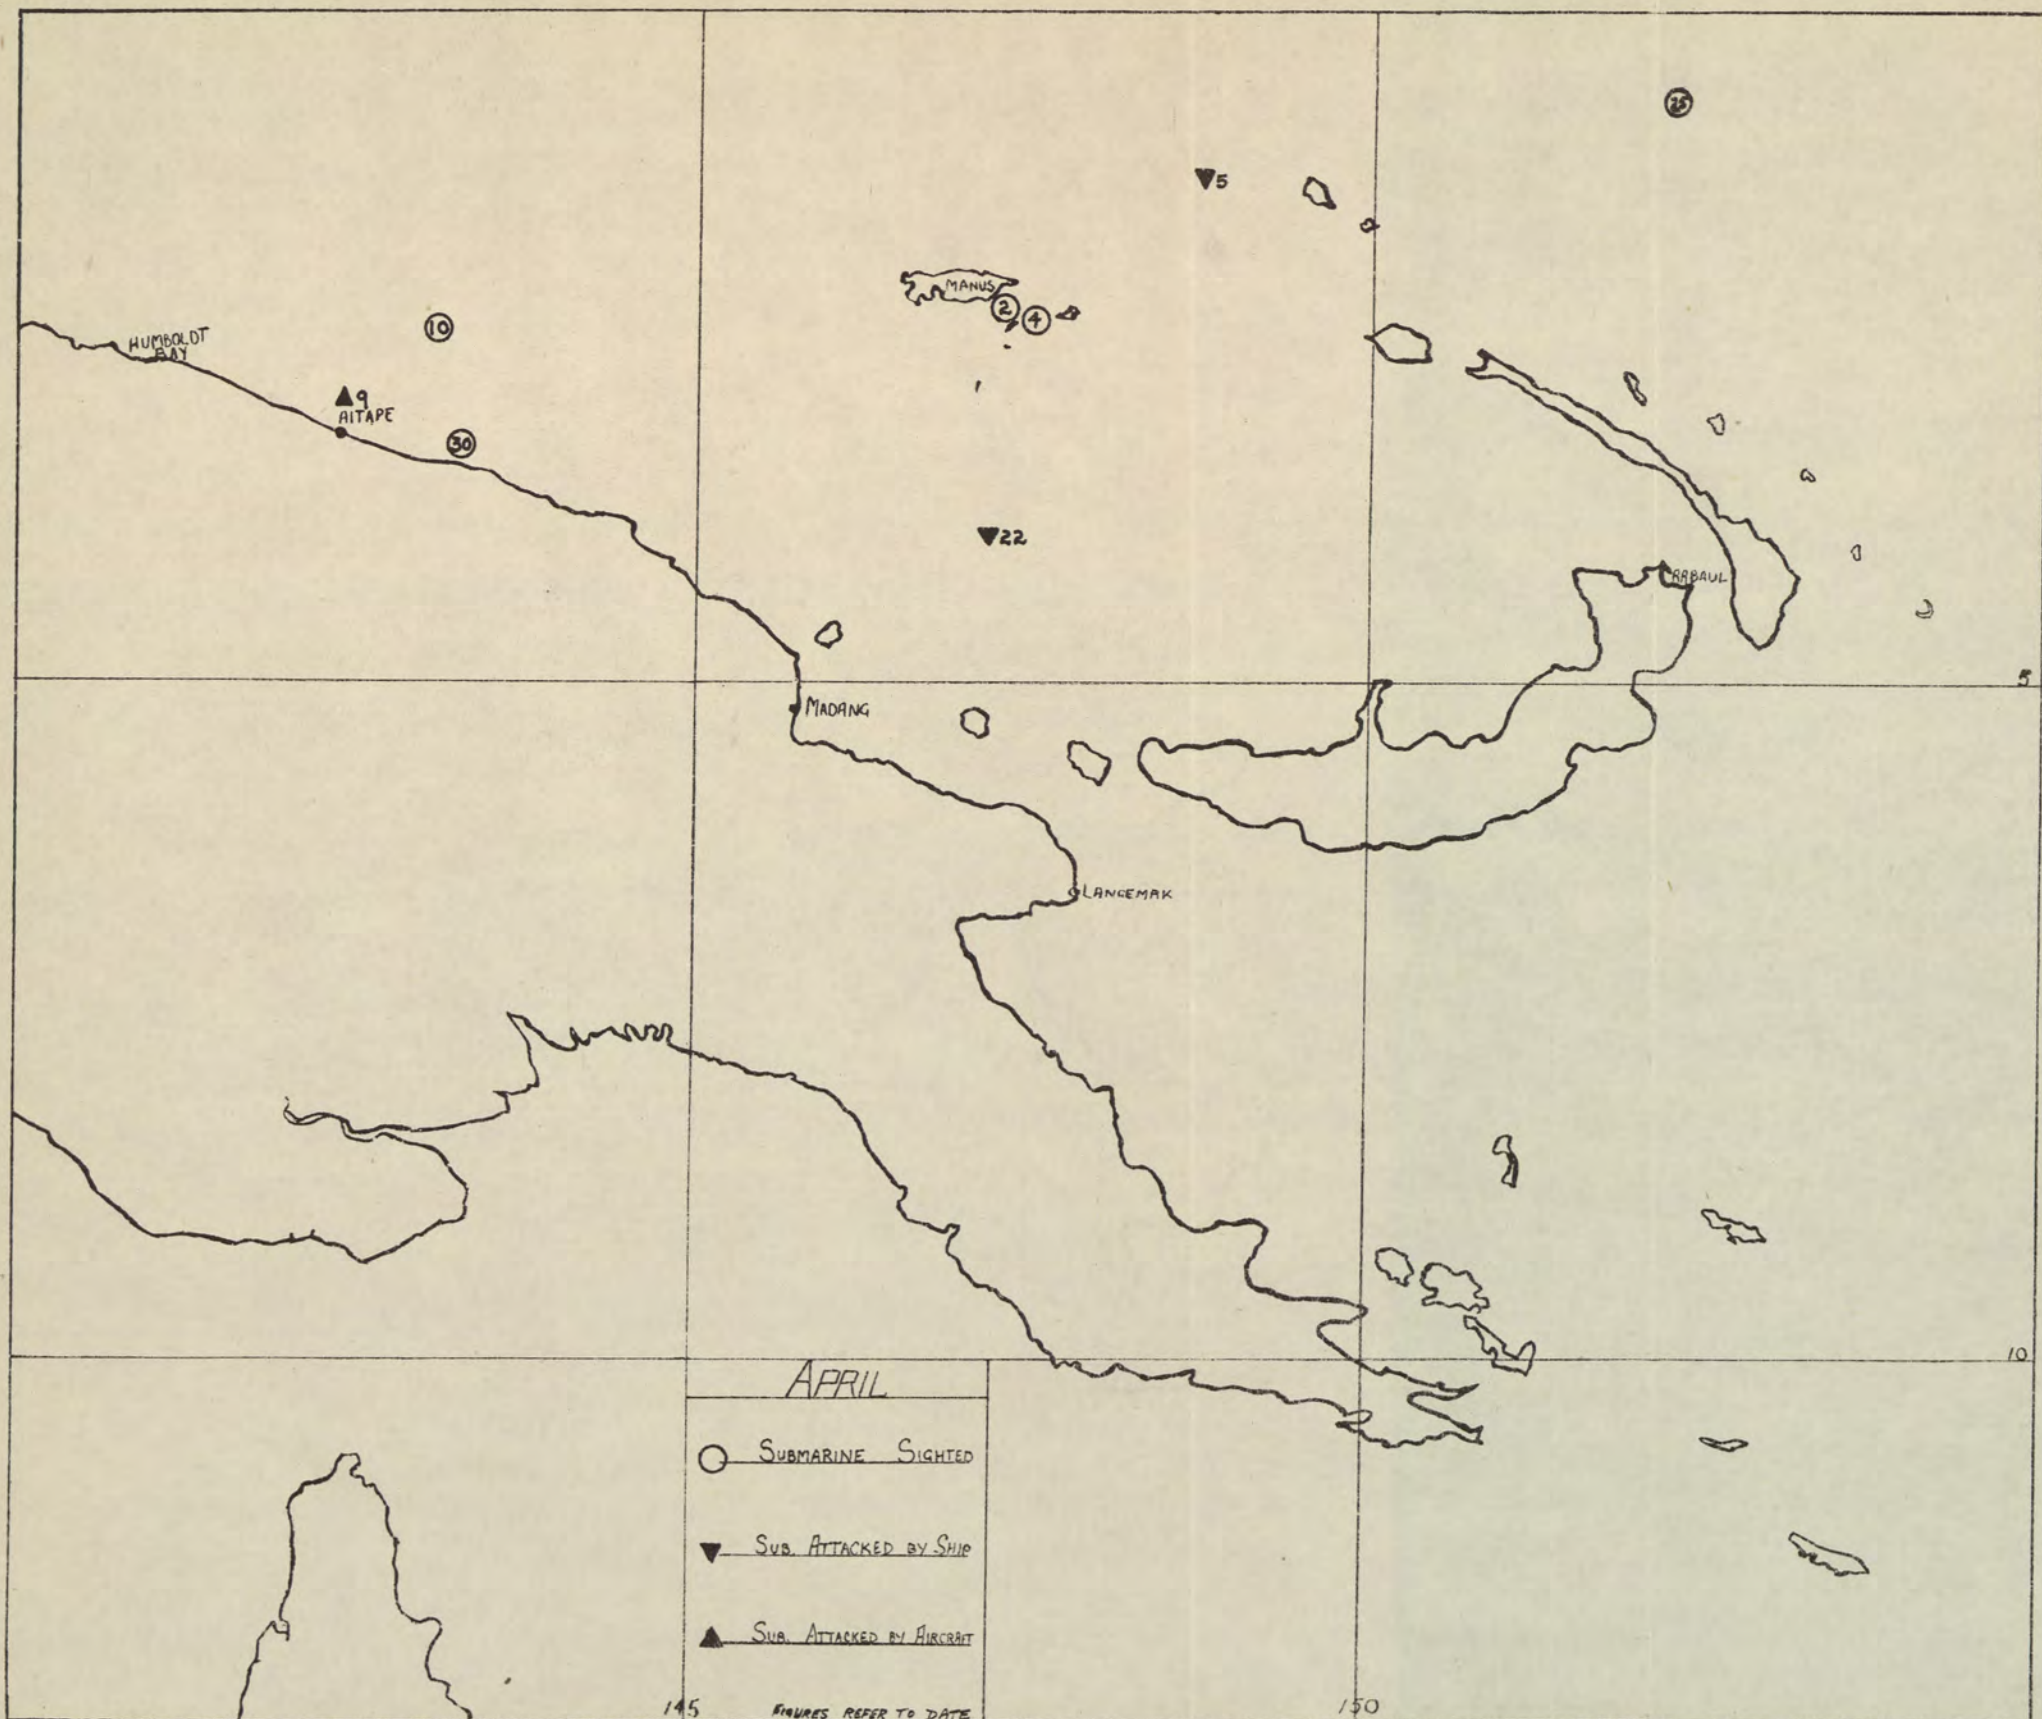 25
5
MANUS
2
4
10
HUMBOLDT
BAY
9
AITAPE
30
22
RABAUL
5
MADANG
LANGEMAK
10
APRIL
SUBMARINE SIGHTED
SUB. ATTACKED BY SHIP
SUB. ATTACKED BY AIRCRAFT
FIGURES REFER TO DATE
145
150